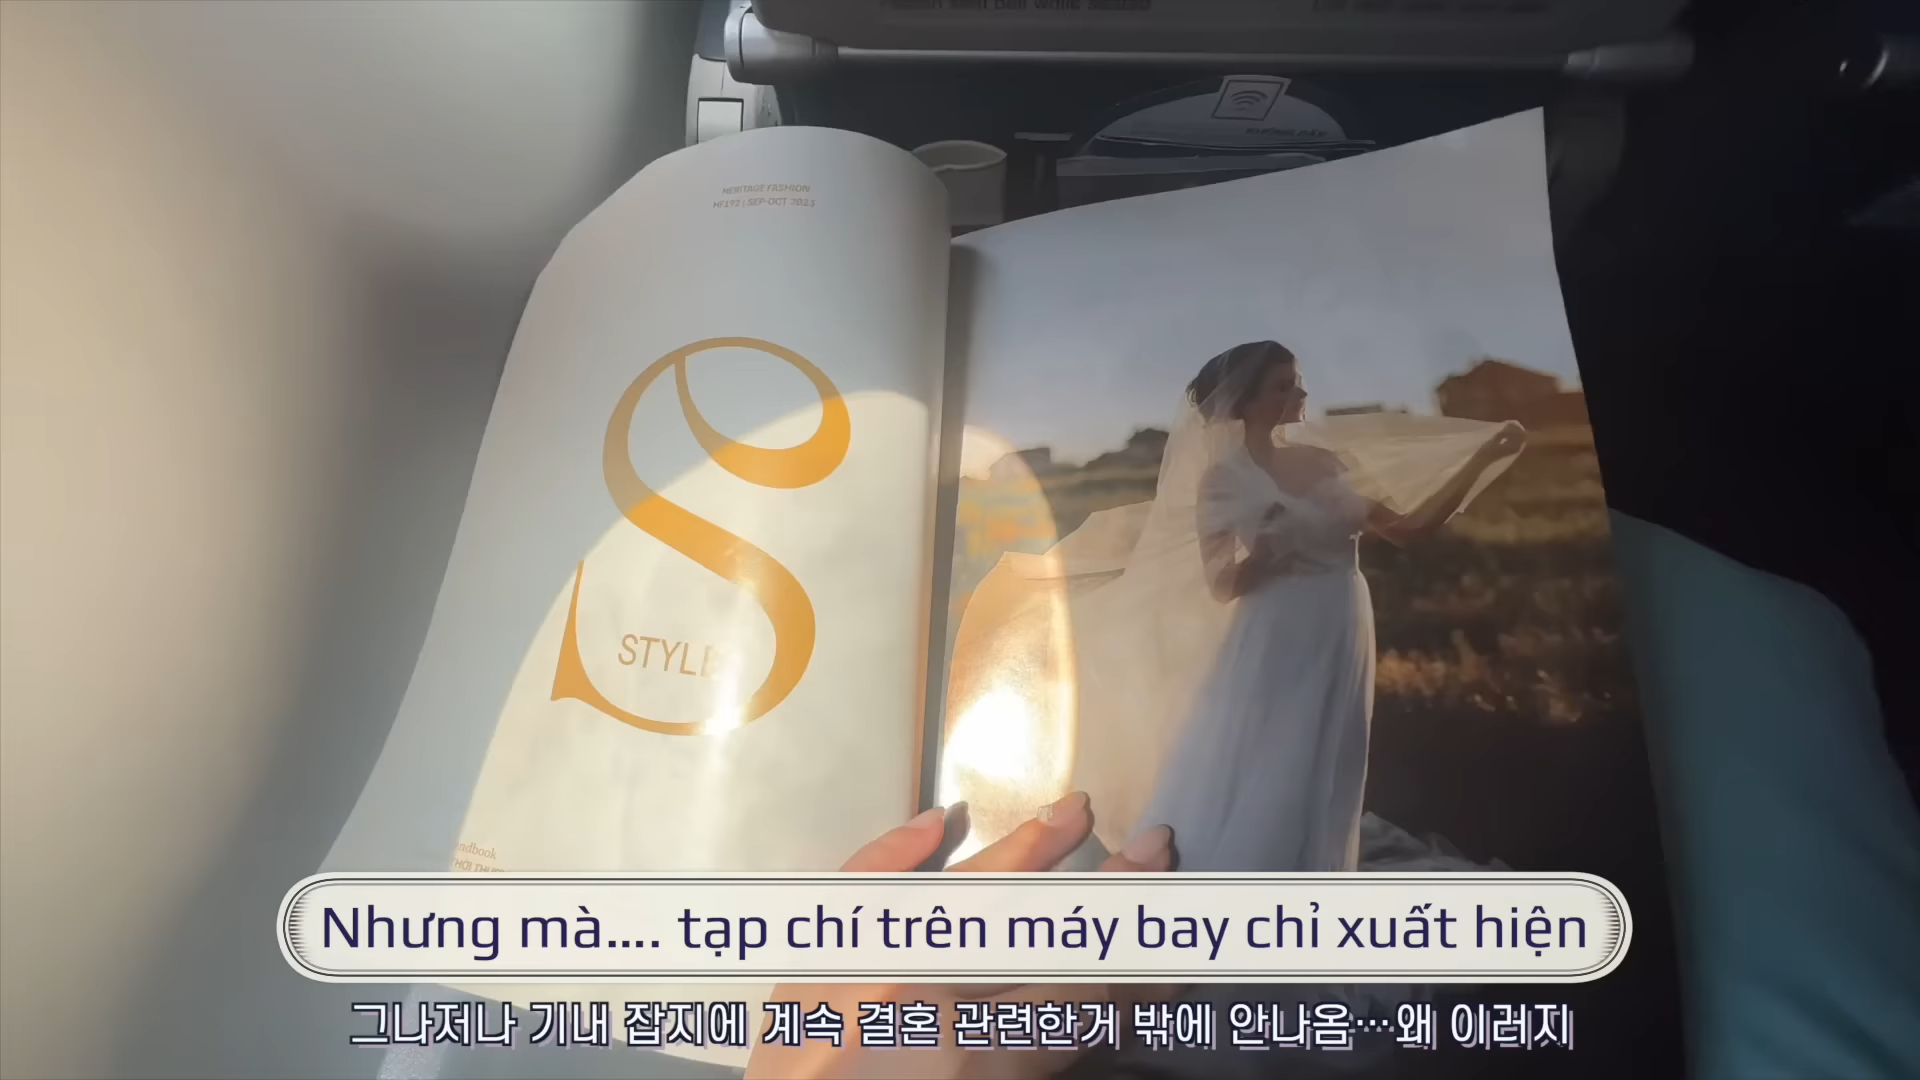 HERITAGE FASHION
HF192 | SEP-OCT 2023
S
STYLE
Nhưng mà.... tạp chí trên máy bay chỉ xuất hiện
그나저나 기내 잡지에 계속 결혼 관련한거 밖에 안나옴…왜 이러지